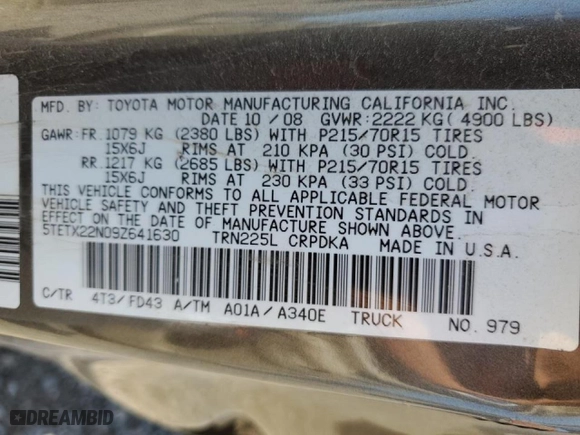 MFD. BY: TOYOTA MOTOR MANUFACTURING CALIFORNIA INC.
DATE 10/08 GVWR:2222 KG( 4900 LBS)
GAWR:FR. 1079 KG (2380 LBS) WITH P215/70R15 TIRES
15X6J RIMS AT 210 KPA (30 PSI) COLD.
RR. 1217 KG (2685 LBS) WITH P215/70R15 TIRES
15X6J RIMS AT 230 KPA (33 PSI) COLD.
THIS VEHICLE CONFORMS TO ALL APPLICABLE FEDERAL MOTOR
VEHICLE SAFETY AND THEFT PREVENTION STANDARDS IN
EFFECT ON THE DATE OF MANUFACTURE SHOWN ABOVE.
5TETX22N09Z641630 TRN225L CRPDKA MADE IN U.S.A.
C/TR 4T3/FD43 A/TM A01A/A340E TRUCK NO. 979
DREAMBID